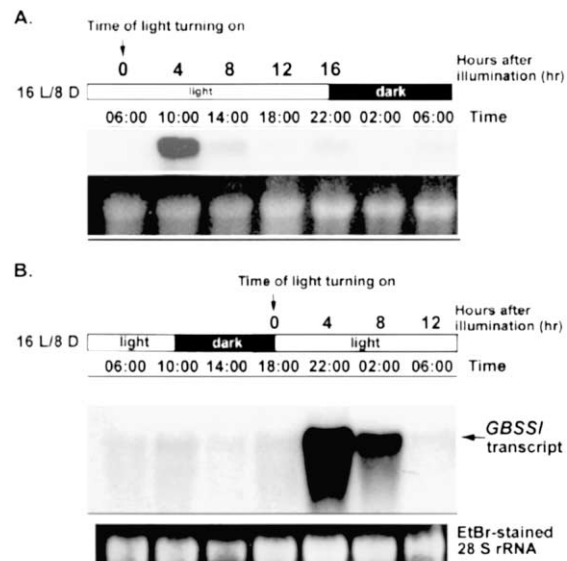 A.
Time of light turning on
0 4 8 12 16
Hours after
illumination (hr)
16 L/8 D
light dark
06:00 10:00 14:00 18:00 22:00 02:00 06:00 Time
B.
Time of light turning on
0 4 8 12
Hours after
illumination (hr)
16 L/8 D
light dark light
06:00 10:00 14:00 18:00 22:00 02:00 06:00 Time
GBSSI
transcript
EtBr-stained
28 S rRNA